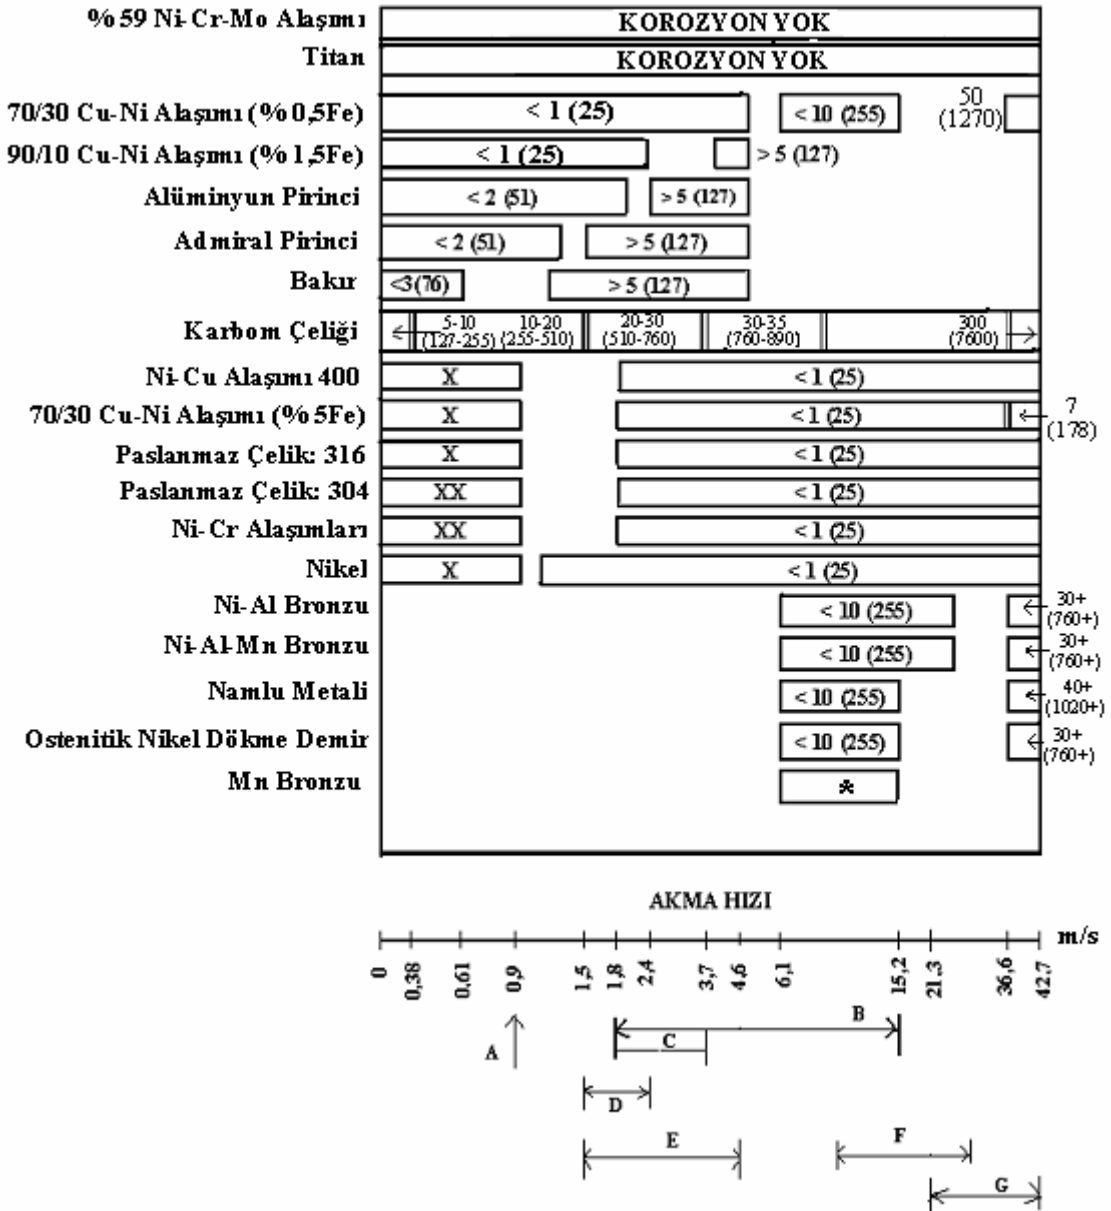 %59 Ni-Cr-Mo Alaşımı KOROZYON YOK
Titan KOROZYON YOK
70/30 Cu-Ni Alaşımı (%0,5Fe) < 1 (25) < 10 (255) 50 (1270)
90/10 Cu-Ni Alaşımı (%1,5Fe) < 1 (25) > 5 (127)
Alüminyun Pirinci < 2 (51) > 5 (127)
Admiral Pirinci < 2 (51) > 5 (127)
Bakır <3(76) > 5 (127)
Karbom Çeliği 5-10 (127-255) 10-20 (255-510) 20-30 (510-760) 30-35 (760-890) 300 (7600)
Ni-Cu Alaşımı 400 X < 1 (25)
70/30 Cu-Ni Alaşımı (%5Fe) X < 1 (25) 7 (178)
Paslanmaz Çelik: 316 X < 1 (25)
Paslanmaz Çelik: 304 XX < 1 (25)
Ni-Cr Alaşımları XX < 1 (25)
Nikel X < 1 (25)
Ni-Al Bronzu < 10 (255) 30+ (760+)
Ni-Al-Mn Bronzu < 10 (255) 30+ (760+)
Namlu Metali < 10 (255) 40+ (1020+)
Ostenitik Nikel Dökme Demir < 10 (255) 30+ (760+)
Mn Bronzu *
AKMA HIZI
m/s
0 0,38 0.61 0,9 1,5 1,8 2,4 3,7 4.6 6,1 15,2 21.3 36,6 42,7
A C B
D
E F
G